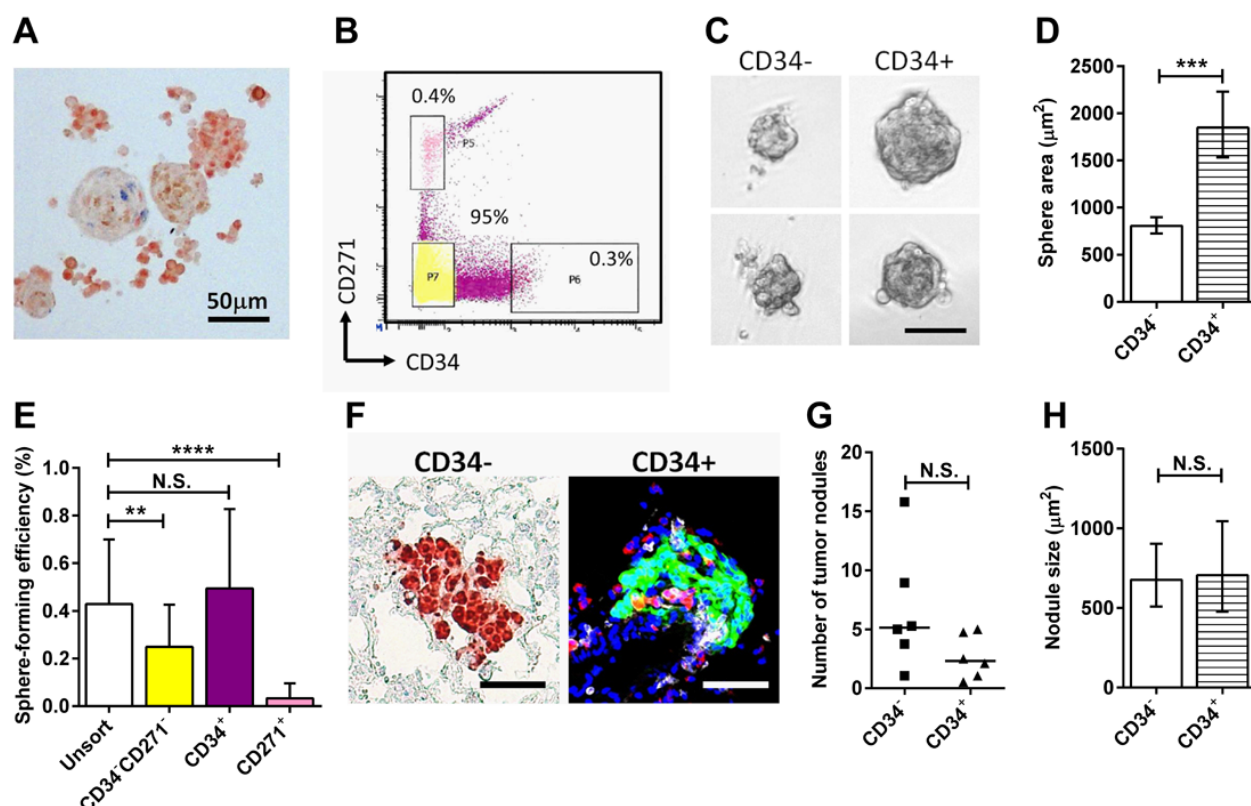 A
50μm
B
0.4%
P5
95%
0.3%
P7
P6
CD271
CD34
C
CD34- CD34+
D
2500
2000
1500
1000
500
0
Sphere area (μm²)
***
CD34⁻
CD34⁺
E
Sphere-forming efficiency (%)
1.0
0.8
0.6
0.4
0.2
0.0
****
N.S.
**
Unsort
CD34⁻CD271⁻
CD34⁺
CD271⁺
F
CD34- CD34+
G
Number of tumor nodules
20
15
10
5
0
N.S.
CD34⁻
CD34⁺
H
Nodule size (μm²)
1500
1000
500
0
N.S.
CD34⁻
CD34⁺